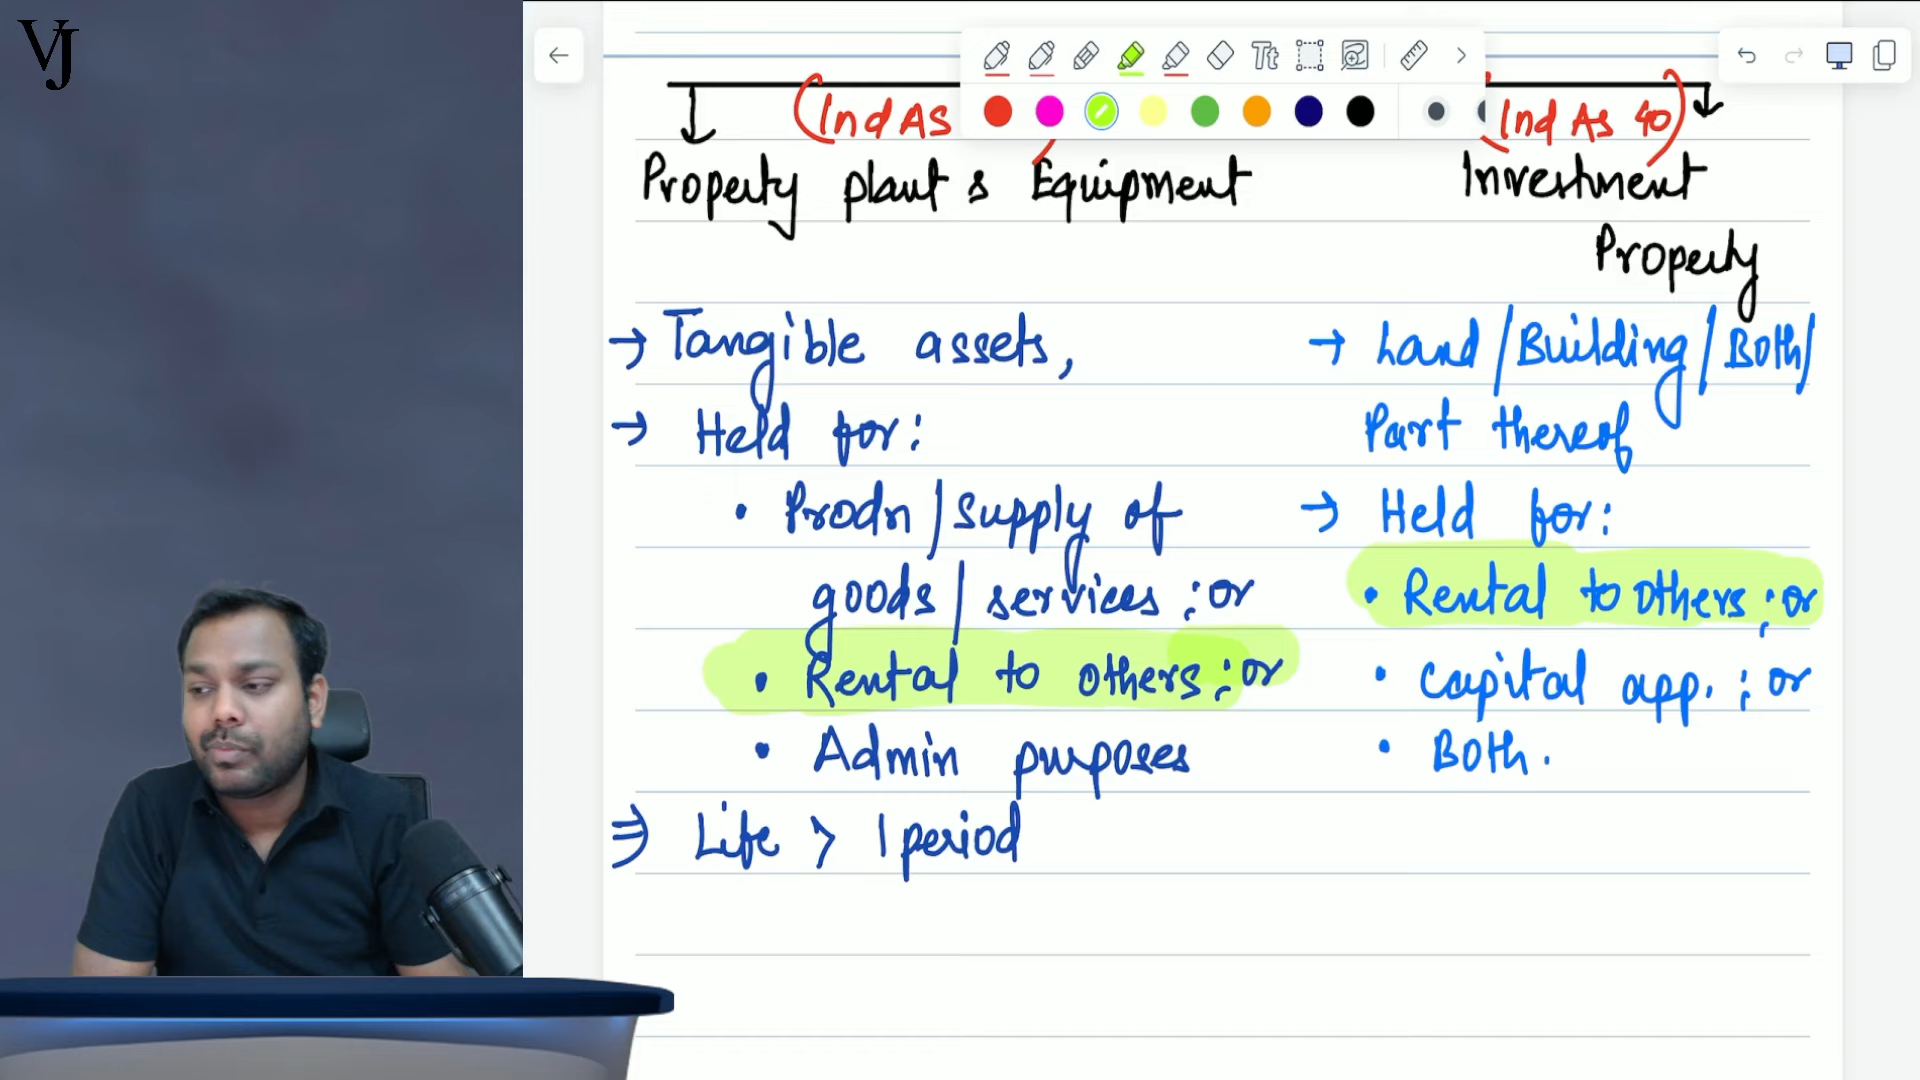 VJ
Tt
(Ind AS
(Ind AS 40)
Property plant & Equipment
Investment
Property
→ Tangible assets,
→ Held for:
• Prodn/supply of
goods/services; or
• Rental to others; or
• Admin purposes
⇒ Life > 1 period
→ Land/Building/Both/
Part thereof
→ Held for:
• Rental to others; or
• Capital app.; or
• Both.